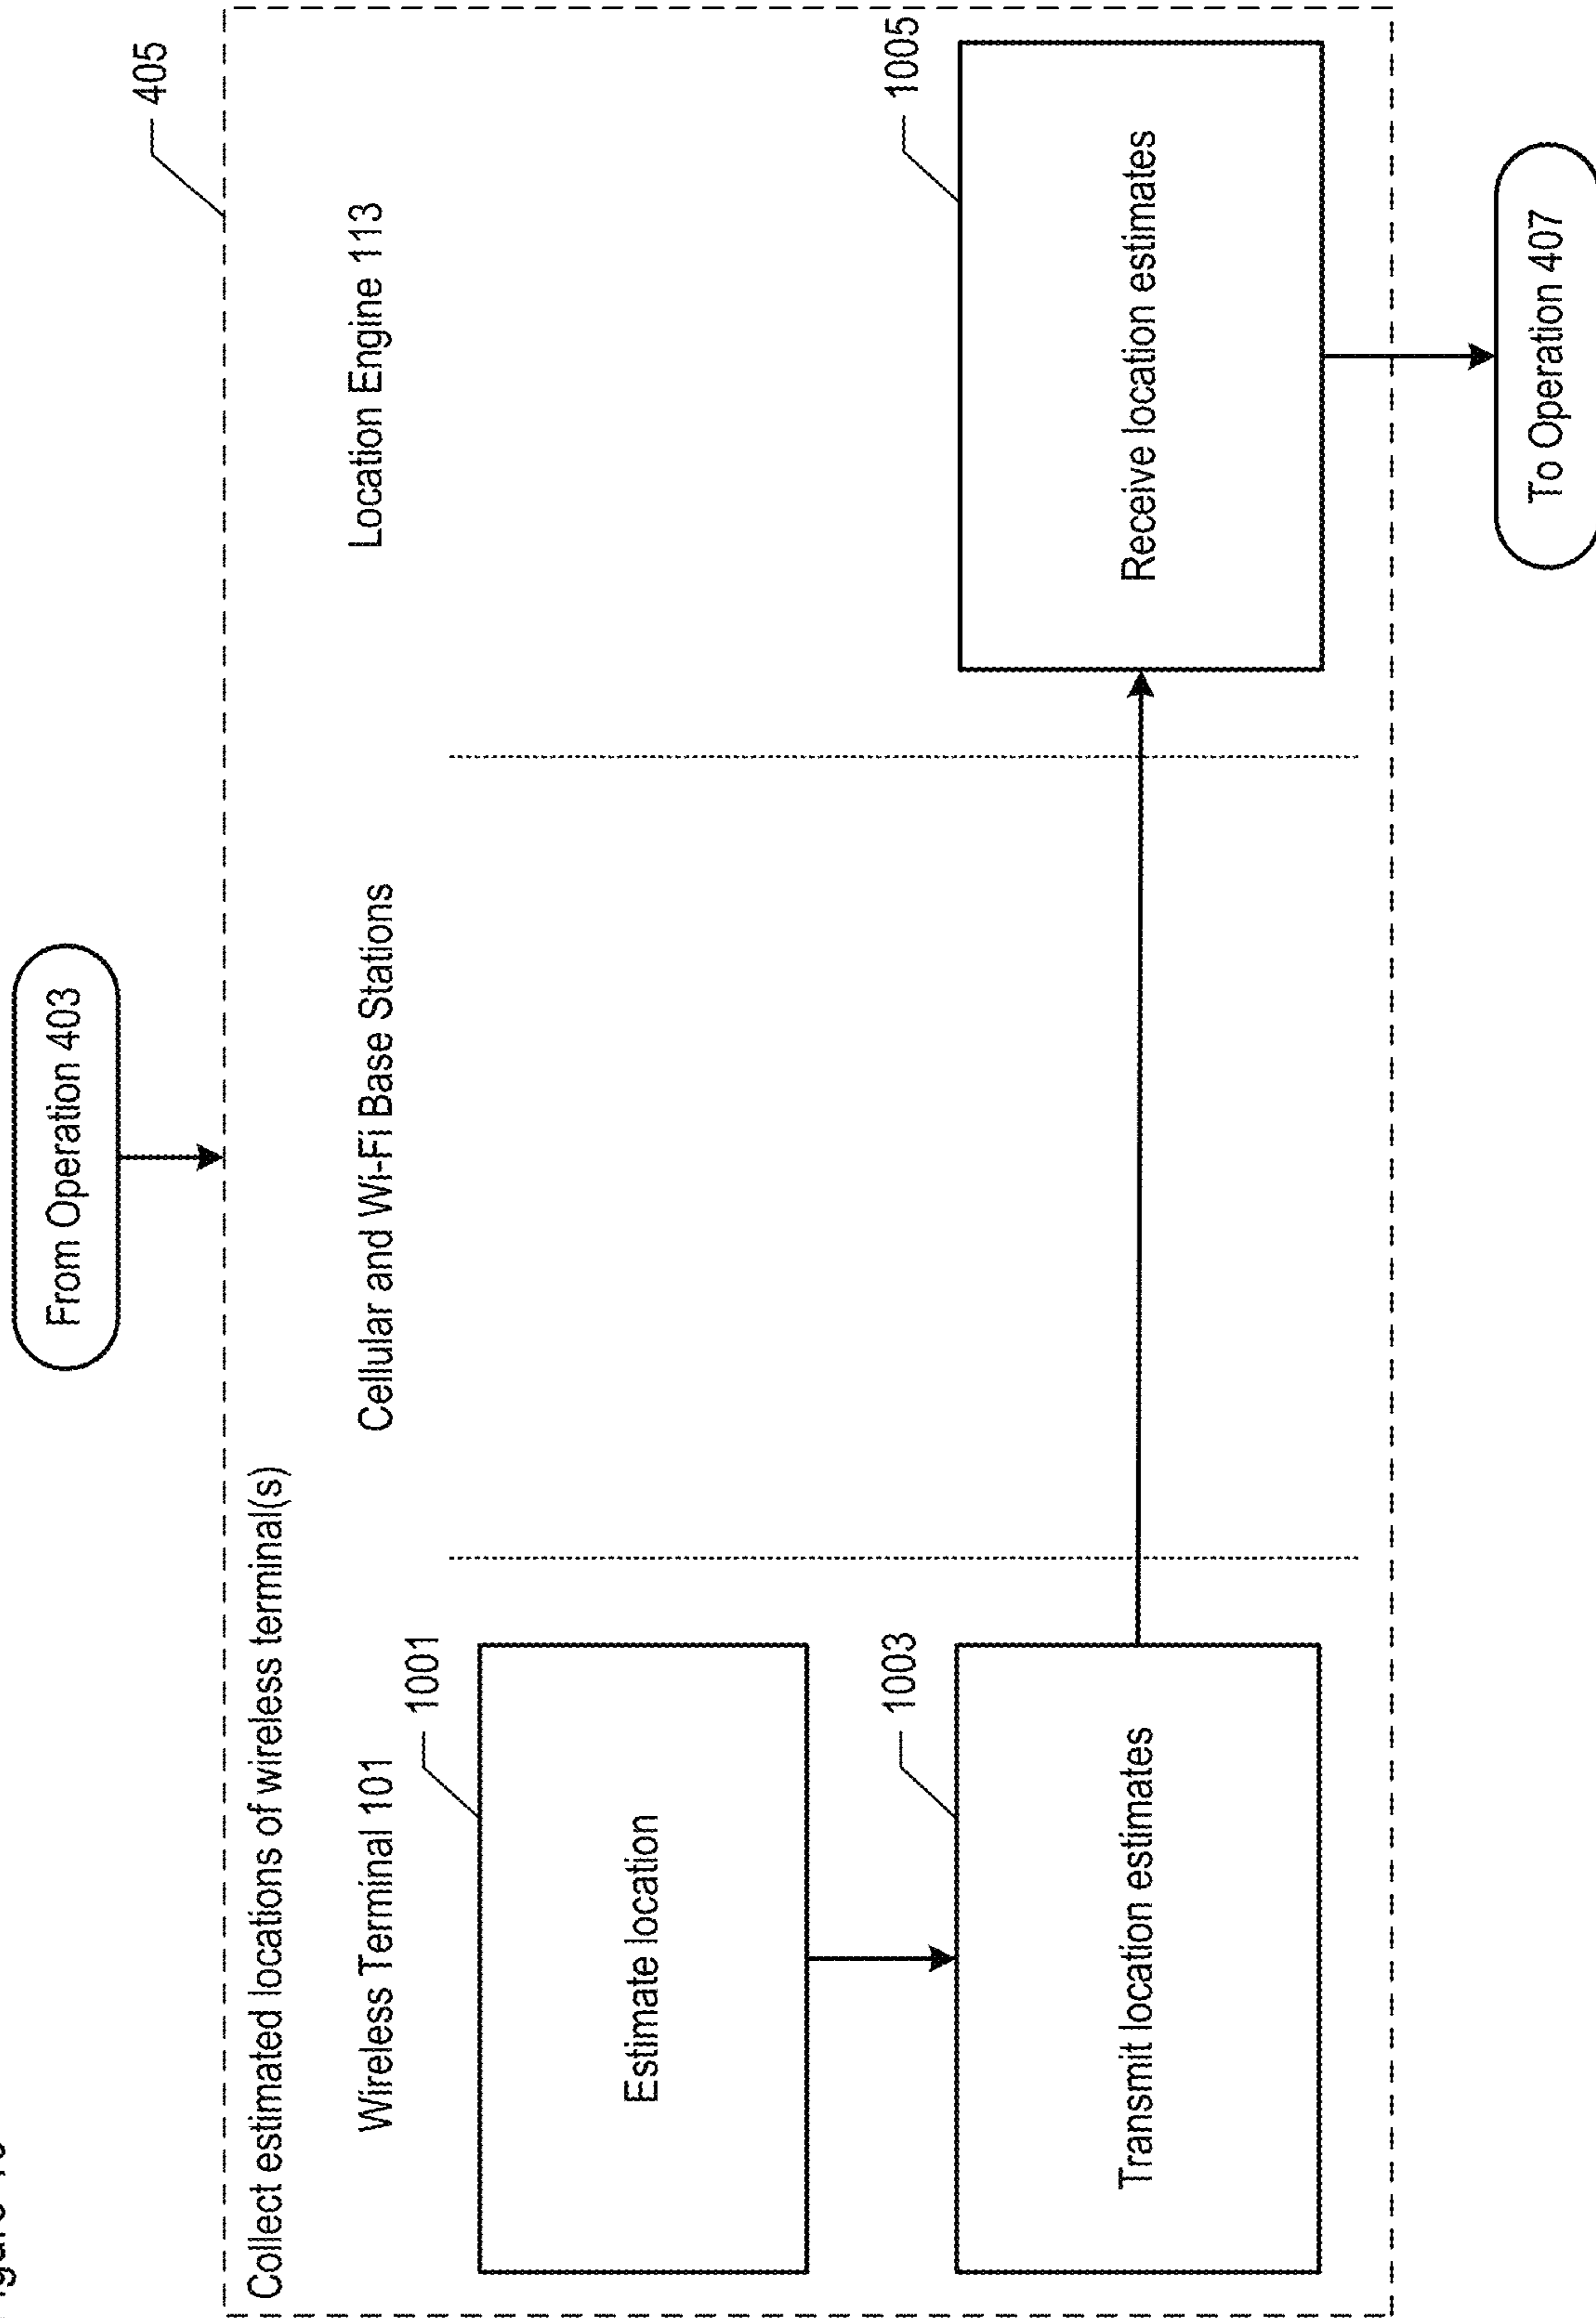 From Operation 403
405
Collect estimated locations of wireless terminal(s)
Wireless Terminal 101
Cellular and Wi-Fi Base Stations
Location Engine 113
1001
Estimate location
1003
Transmit location estimates
1005
Receive location estimates
To Operation 407